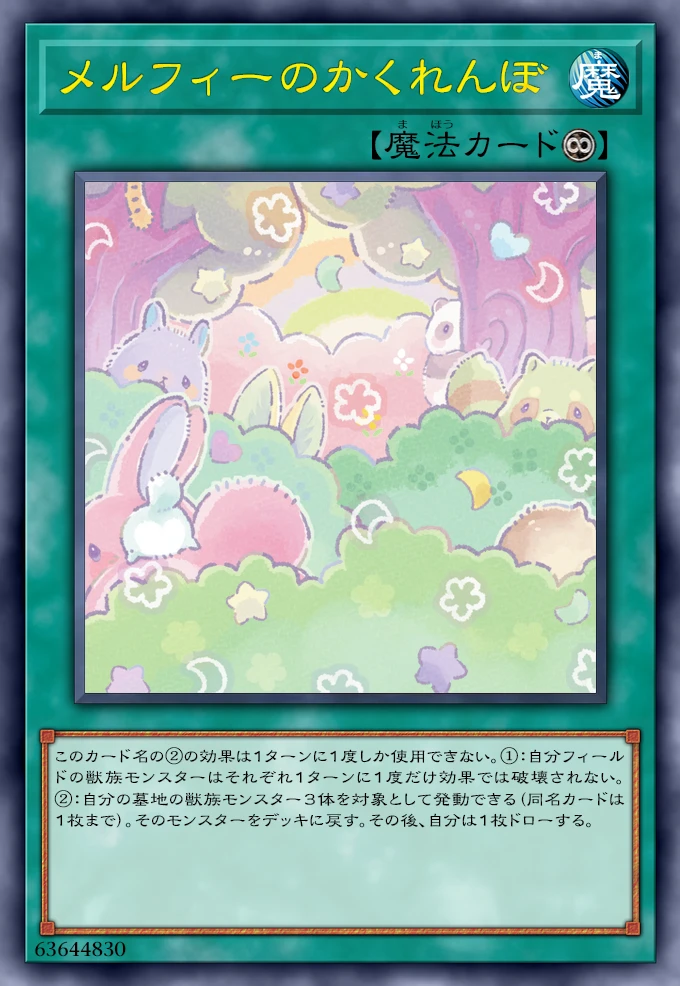 メルフィーのかくれんぼ 魔
【魔法カード】
このカード名の②の効果は１ターンに１度しか使用できない。①：自分フィール
ドの獣族モンスターはそれぞれ１ターンに１度だけ効果では破壊されない。
②：自分の墓地の獣族モンスター３体を対象として発動できる（同名カードは
１枚まで）。そのモンスターをデッキに戻す。その後、自分は１枚ドローする。
63644830